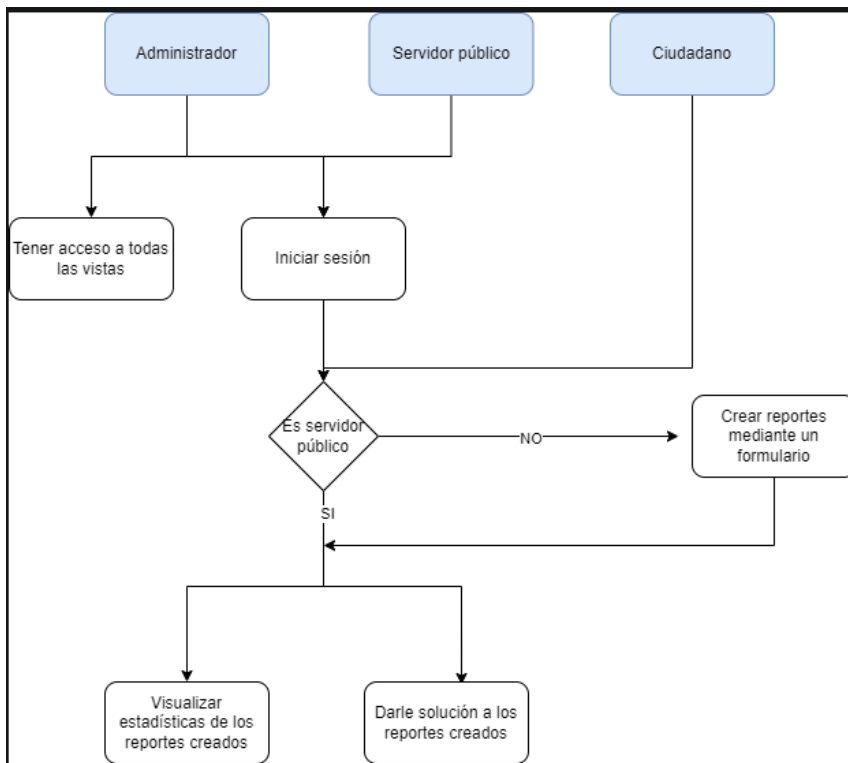 Administrador
Servidor público
Ciudadano
Tener acceso a todas
las vistas
Iniciar sesión
Es servidor
público
NO
Crear reportes
mediante un
formulario
SI
Visualizar
estadísticas de los
reportes creados
Darle solución a los
reportes creados